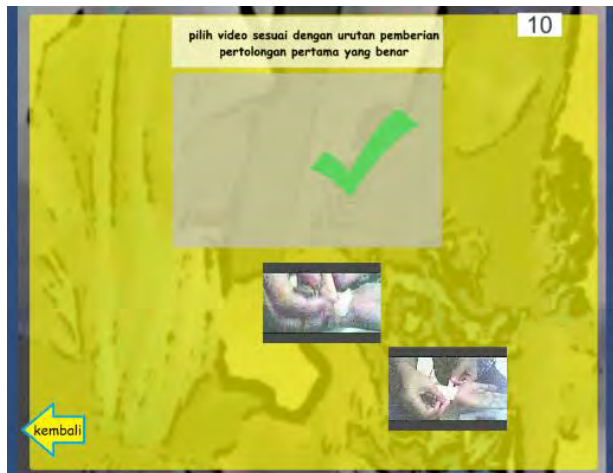 pilih video sesuai dengan urutan pemberian
pertolongan pertama yang benar
10
kembali